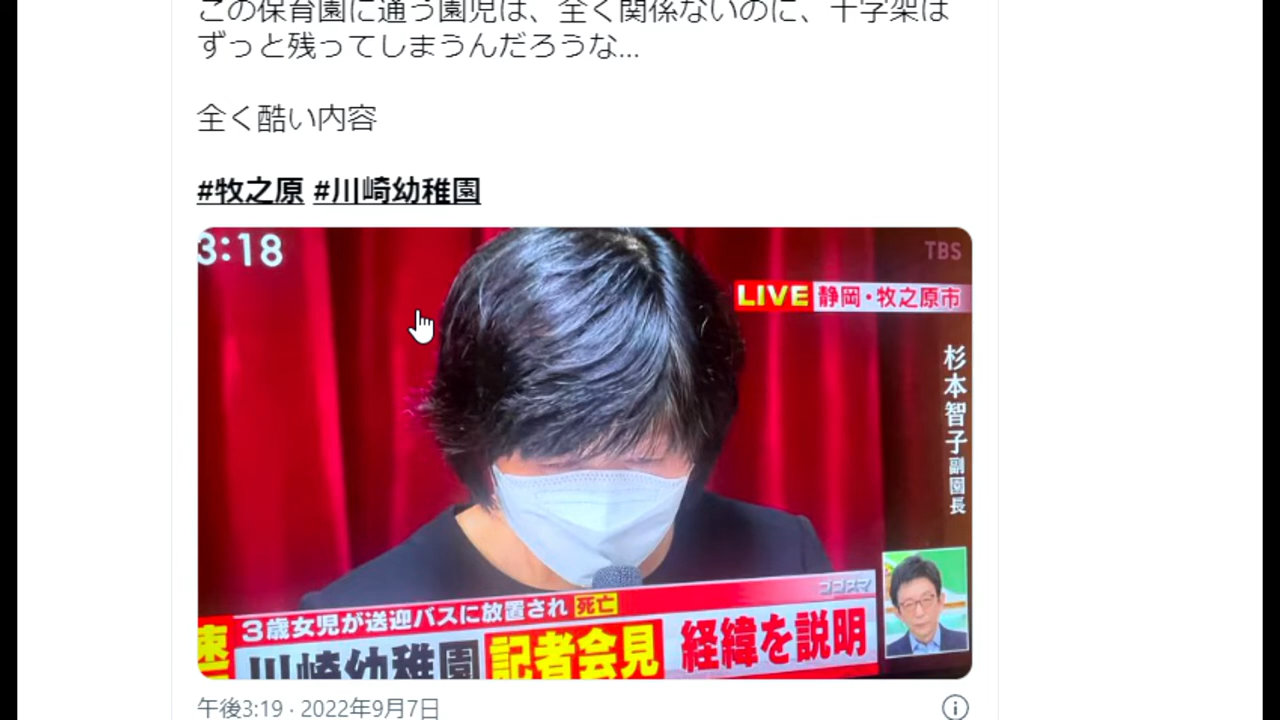 この保育園に通う園児は、全く関係ないのに、十字架は
ずっと残ってしまうんだろうな...
全く酷い内容
#牧之原 #川崎幼稚園
3:18
TBS
LIVE 静岡・牧之原市
杉本智子副園長
ゴゴスマ
3歳女児が送迎バスに放置され 死亡
川崎幼稚園 記者会見 経緯を説明
午後3:19 · 2022年9月7日